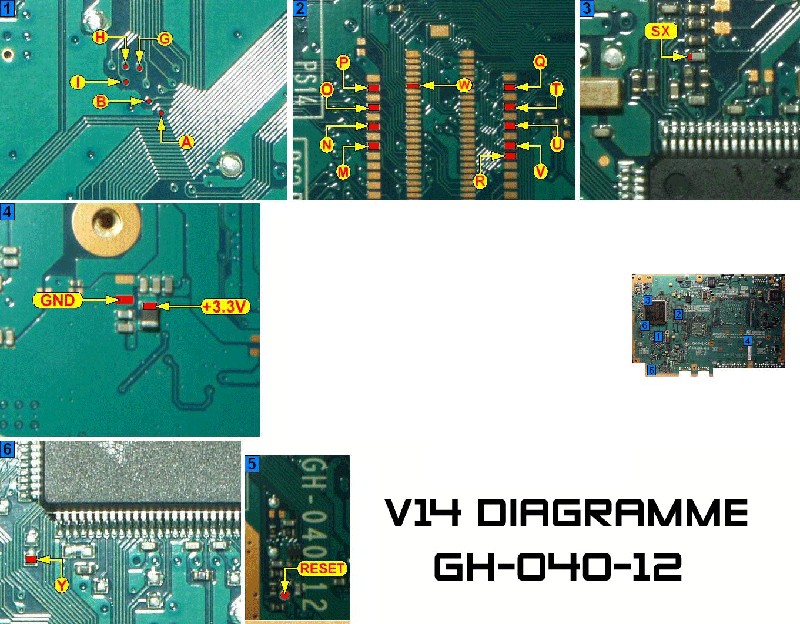 1
H
G
I
B
A
2
PS141
P
O
N
M
W
Q
T
U
V
R
3
SX
4
GND
+3.3V
3
2
6
1
4
5
6
Y
5
GH-040-12
RESET
V14 DIAGRAMME
GH-040-12